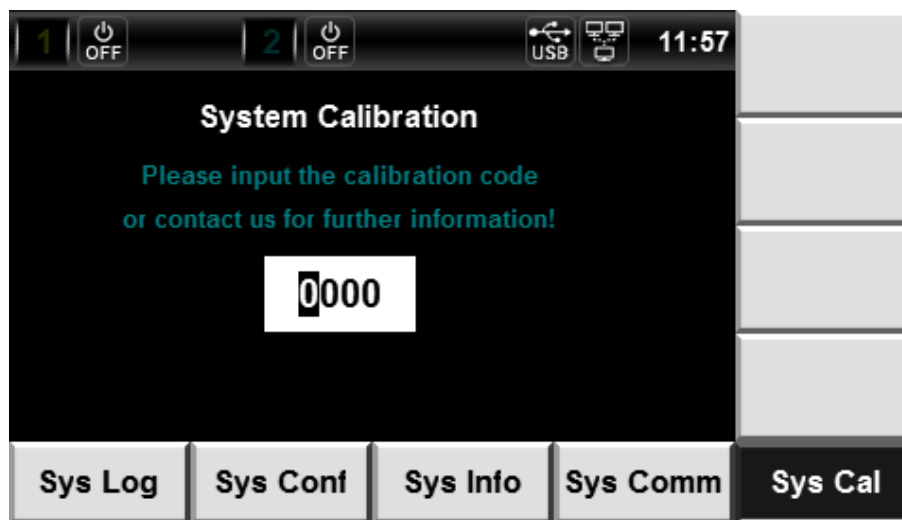 1 OFF 2 OFF USB 11:57
System Calibration
Please input the calibration code
or contact us for further information!
0000
Sys Log Sys Conf Sys Info Sys Comm Sys Cal